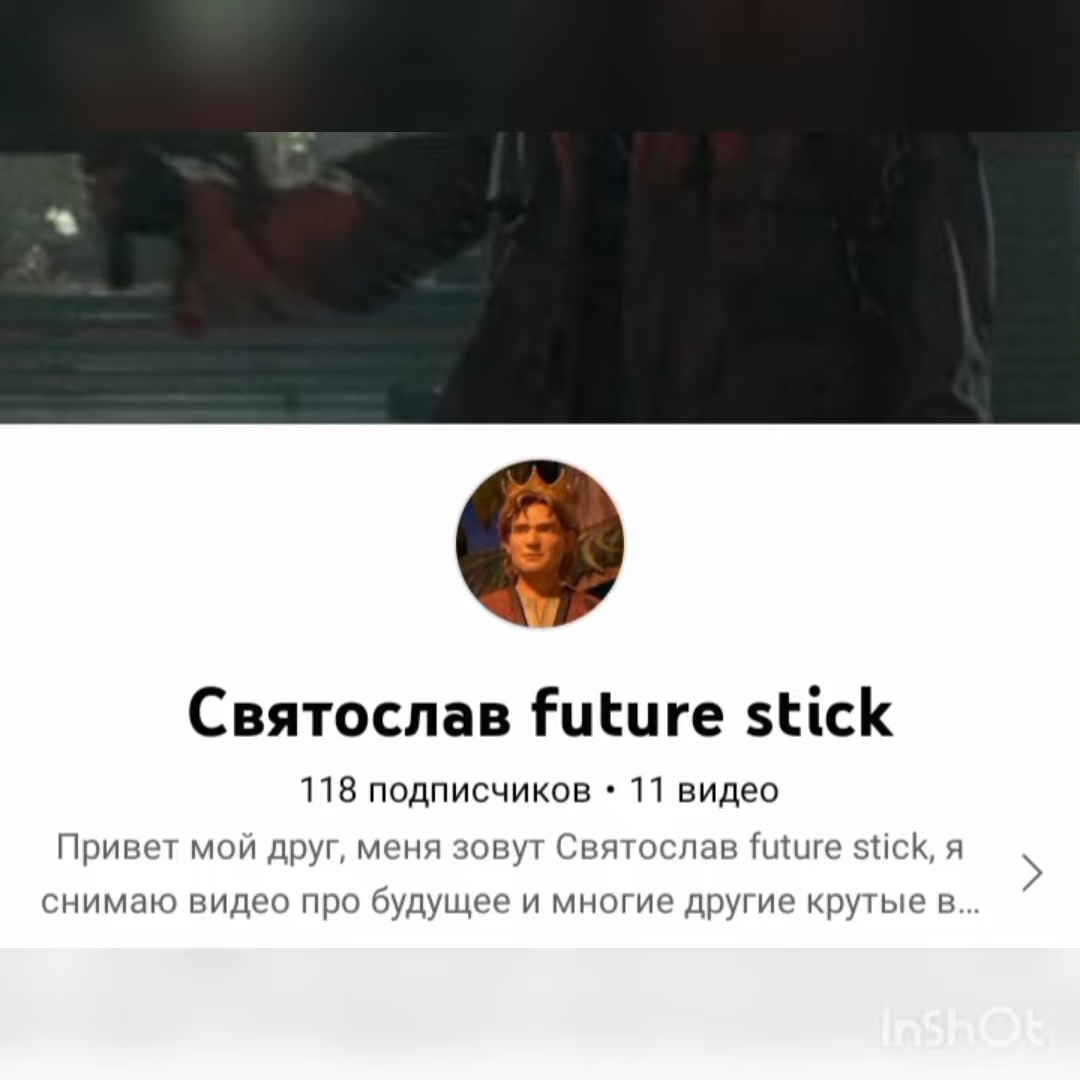 Святослав future stick
118 подписчиков • 11 видео
Привет мой друг, меня зовут Святослав future stick, я
снимаю видео про будущее и многие другие крутые в...
InShOt